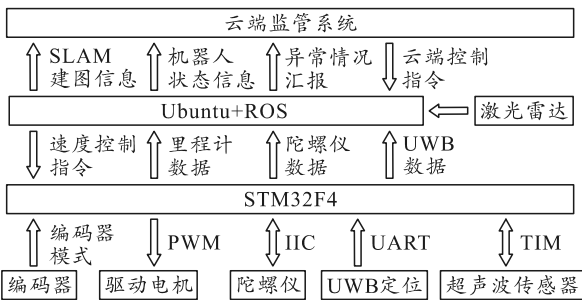 云端监管系统
SLAM 机器人 异常情况 云端控制
建图信息 状态信息 汇报 指令
Ubuntu+ROS 激光雷达
速度控制 里程计 陀螺仪 UWB
指令 数据 数据 数据
STM32F4
编码器 PWM IIC UART TIM
模式
编码器 驱动电机 陀螺仪 UWB定位 超声波传感器